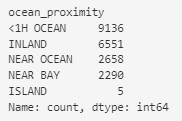 ocean_proximity
<1H OCEAN     9136
INLAND        6551
NEAR OCEAN    2658
NEAR BAY      2290
ISLAND           5
Name: count, dtype: int64